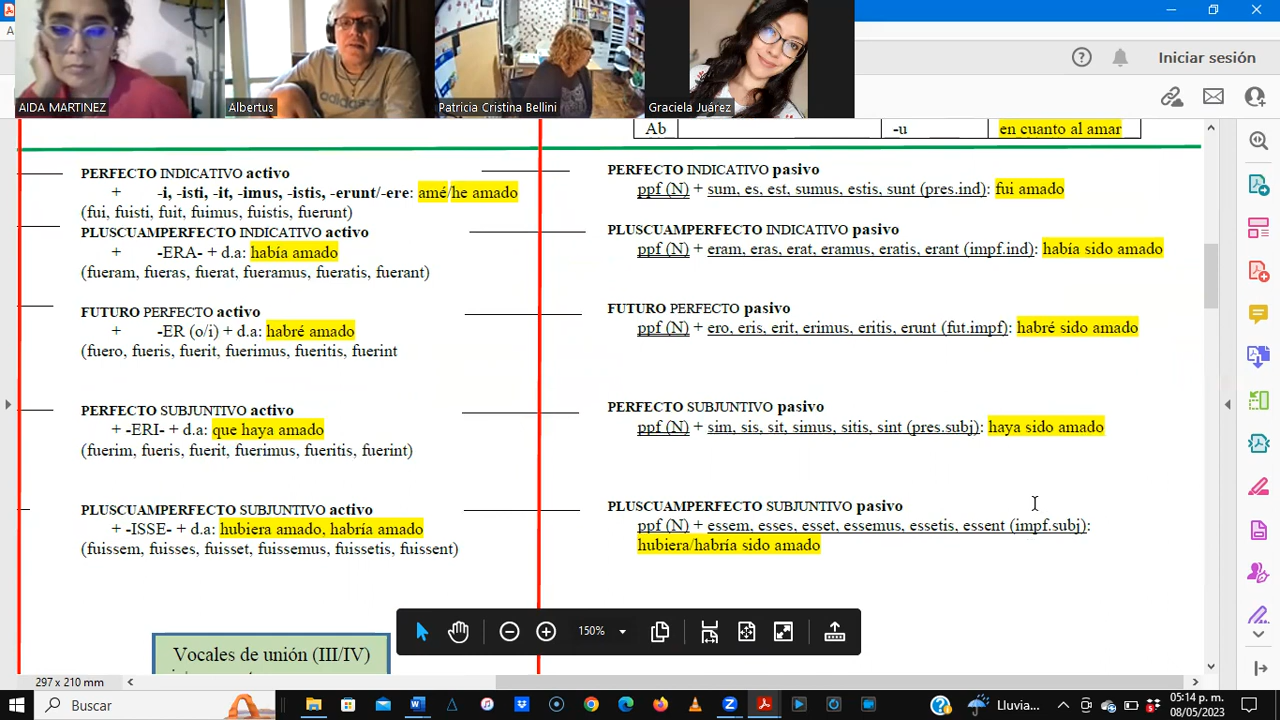 AIDA MARTINEZ
Albertus
Patricia Cristina Bellini
Graciela Juárez
Iniciar sesión
Ab -u en cuanto al amar
PERFECTO INDICATIVO activo
+ -i, -isti, -it, -imus, -istis, -erunt/-ere: amé/he amado
(fui, fuisti, fuit, fuimus, fuistis, fuerunt)
PLUSCUAMPERFECTO INDICATIVO activo
+ -ERA- + d.a: había amado
(fueram, fueras, fuerat, fueramus, fueratis, fuerant)
FUTURO PERFECTO activo
+ -ER (o/i) + d.a: habré amado
(fuero, fueris, fuerit, fuerimus, fueritis, fuerint
PERFECTO SUBJUNTIVO activo
+ -ERI- + d.a: que haya amado
(fuerim, fueris, fuerit, fuerimus, fueritis, fuerint)
PLUSCUAMPERFECTO SUBJUNTIVO activo
+ -ISSE- + d.a: hubiera amado, habría amado
(fuissem, fuisses, fuisset, fuissemus, fuissetis, fuissent)
Vocales de unión (III/IV)
PERFECTO INDICATIVO pasivo
ppf (N) + sum, es, est, sumus, estis, sunt (pres.ind): fui amado
PLUSCUAMPERFECTO INDICATIVO pasivo
ppf (N) + eram, eras, erat, eramus, eratis, erant (impf.ind): había sido amado
FUTURO PERFECTO pasivo
ppf (N) + ero, eris, erit, erimus, eritis, erunt (fut.impf): habré sido amado
PERFECTO SUBJUNTIVO pasivo
ppf (N) + sim, sis, sit, simus, sitis, sint (pres.subj): haya sido amado
PLUSCUAMPERFECTO SUBJUNTIVO pasivo
ppf (N) + essem, esses, esset, essemus, essetis, essent (impf.subj):
hubiera/habría sido amado
150%
297 x 210 mm
Buscar
Lluvia...
05:14 p. m.
08/05/2023